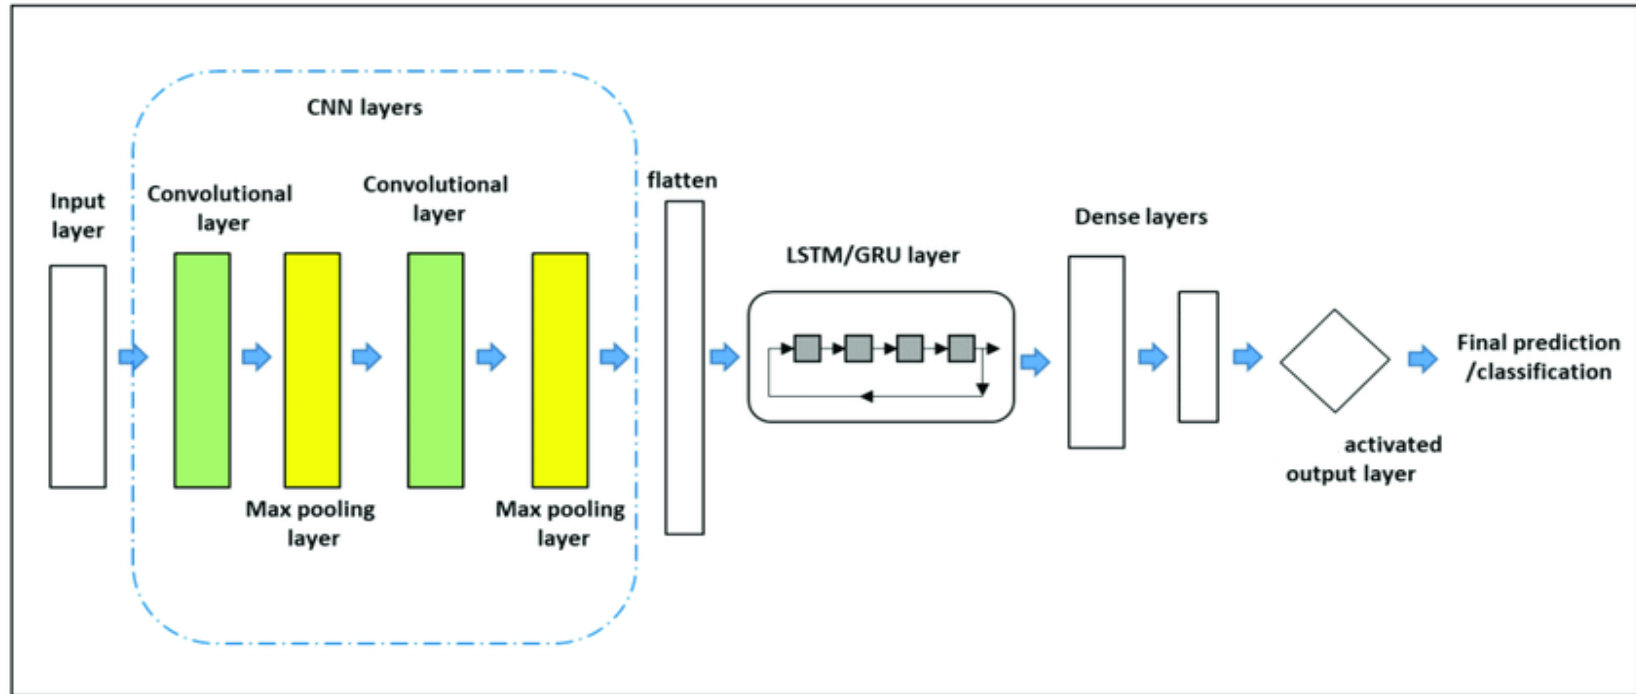 CNN layers
Input
layer
Convolutional
layer
Max pooling
layer
Convolutional
layer
Max pooling
layer
flatten
LSTM/GRU layer
Dense layers
activated
output layer
Final prediction
/classification